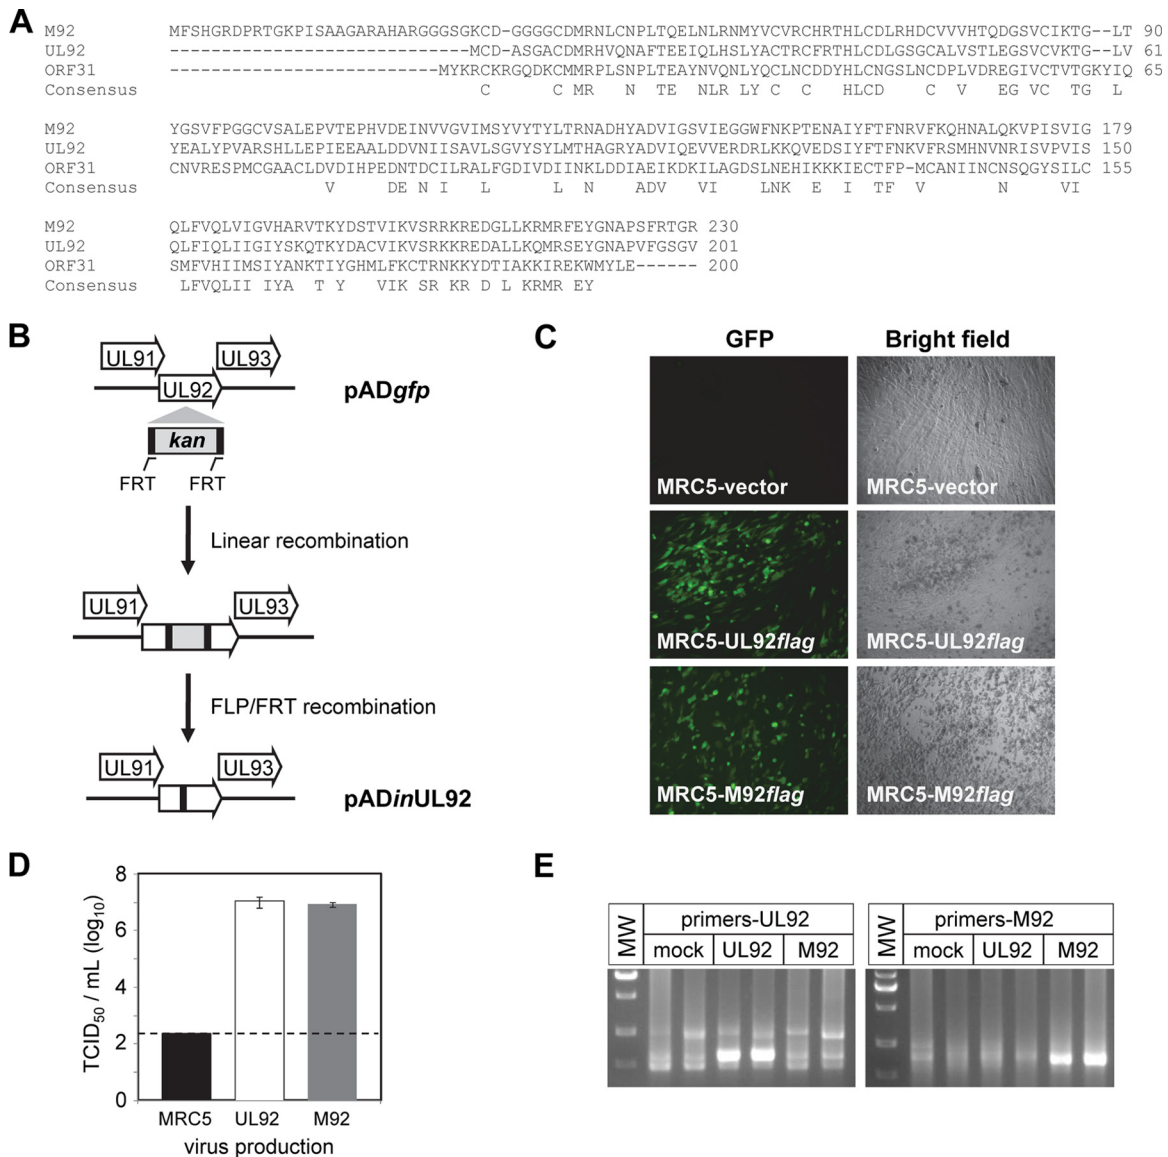 A
M92 MFSHGRDPRTGKPISAAGARAHARGGGSGKCD-GGGGCDMRNLCNPLTQELNLRNMYVCVRCHRTHLCDLRHDCVVVHTQDGSVCIKTG--LT 90
UL92 -----------------------------MCD-ASGACDMRHVQNAFTEEIQLHSLYACTRCFRTHLCDLGSGCALVSTLEGSVCVKTG--LV 61
ORF31 --------------------------MYKRCKRGQDKCMMRPLSNPLTEAYNVQNLYQCLNCDDYHLCNGSLNCDPLVDREGIVCTVTGKYIQ 65
Consensus C C MR N TE NLR LY C C HLCD C V EG VC TG L
M92 YGSVFPGGCVSALEPVTEPHVDEINVVGVIMSYVYTYLTRNADHYADVIGSVIEGGWFNKPTENAIYFTFNRVFKQHNALQKVPISVIG 179
UL92 YEALYPVARSHLLEPIEEAALDDVNIISAVLSGVYSYLMTHAGRYADVIQEVVERDRLKKQVEDSIYFTFNKVFRSMHNVNRISVPVIS 150
ORF31 CNVRESPMCGAACLDVDIHPEDNTDCILRALFGDIVDIINKLDDIAEIKDKILAGDSLNEHIKKKIECTFP-MCANIINCNSQGYSILC 155
Consensus V DE N I L L N ADV VI LNK E I TF V N VI
M92 QLFVQLVIGVHARVTKYDSTVIKVSRRKREDGLLKRMRFEYGNAPSFRTGR 230
UL92 QLFIQLIIGIYSKQTKYDACVIKVSRRKREDALLKQMRSEYGNAPVFGSGV 201
ORF31 SMFVHIIMSIYANKTIYGHMLFKCTRNKKYDTIAKKIREKWMYLE------ 200
Consensus LFVQLII IYA T Y VIK SR KR D L KRMR EY
B
UL91 UL93
UL92
pADgfp
kan
FRT FRT
Linear recombination
UL91 UL93
FLP/FRT recombination
UL91 UL93
pADinUL92
C
GFP Bright field
MRC5-vector MRC5-vector
MRC5-UL92flag MRC5-UL92flag
MRC5-M92flag MRC5-M92flag
D
TCID50 / mL (log10)
8
6
4
2
0
MRC5 UL92 M92
virus production
E
MW primers-UL92 MW primers-M92
mock UL92 M92 mock UL92 M92